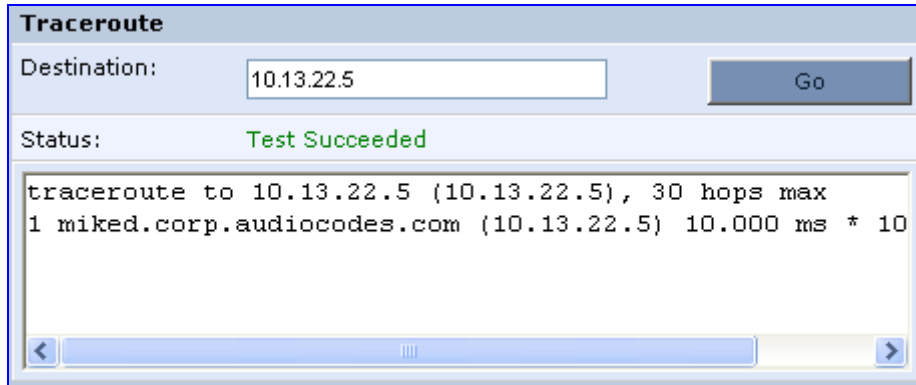 Traceroute
Destination: 10.13.22.5 Go
Status: Test Succeeded
traceroute to 10.13.22.5 (10.13.22.5), 30 hops max
1 miked.corp.audiocodes.com (10.13.22.5) 10.000 ms * 10